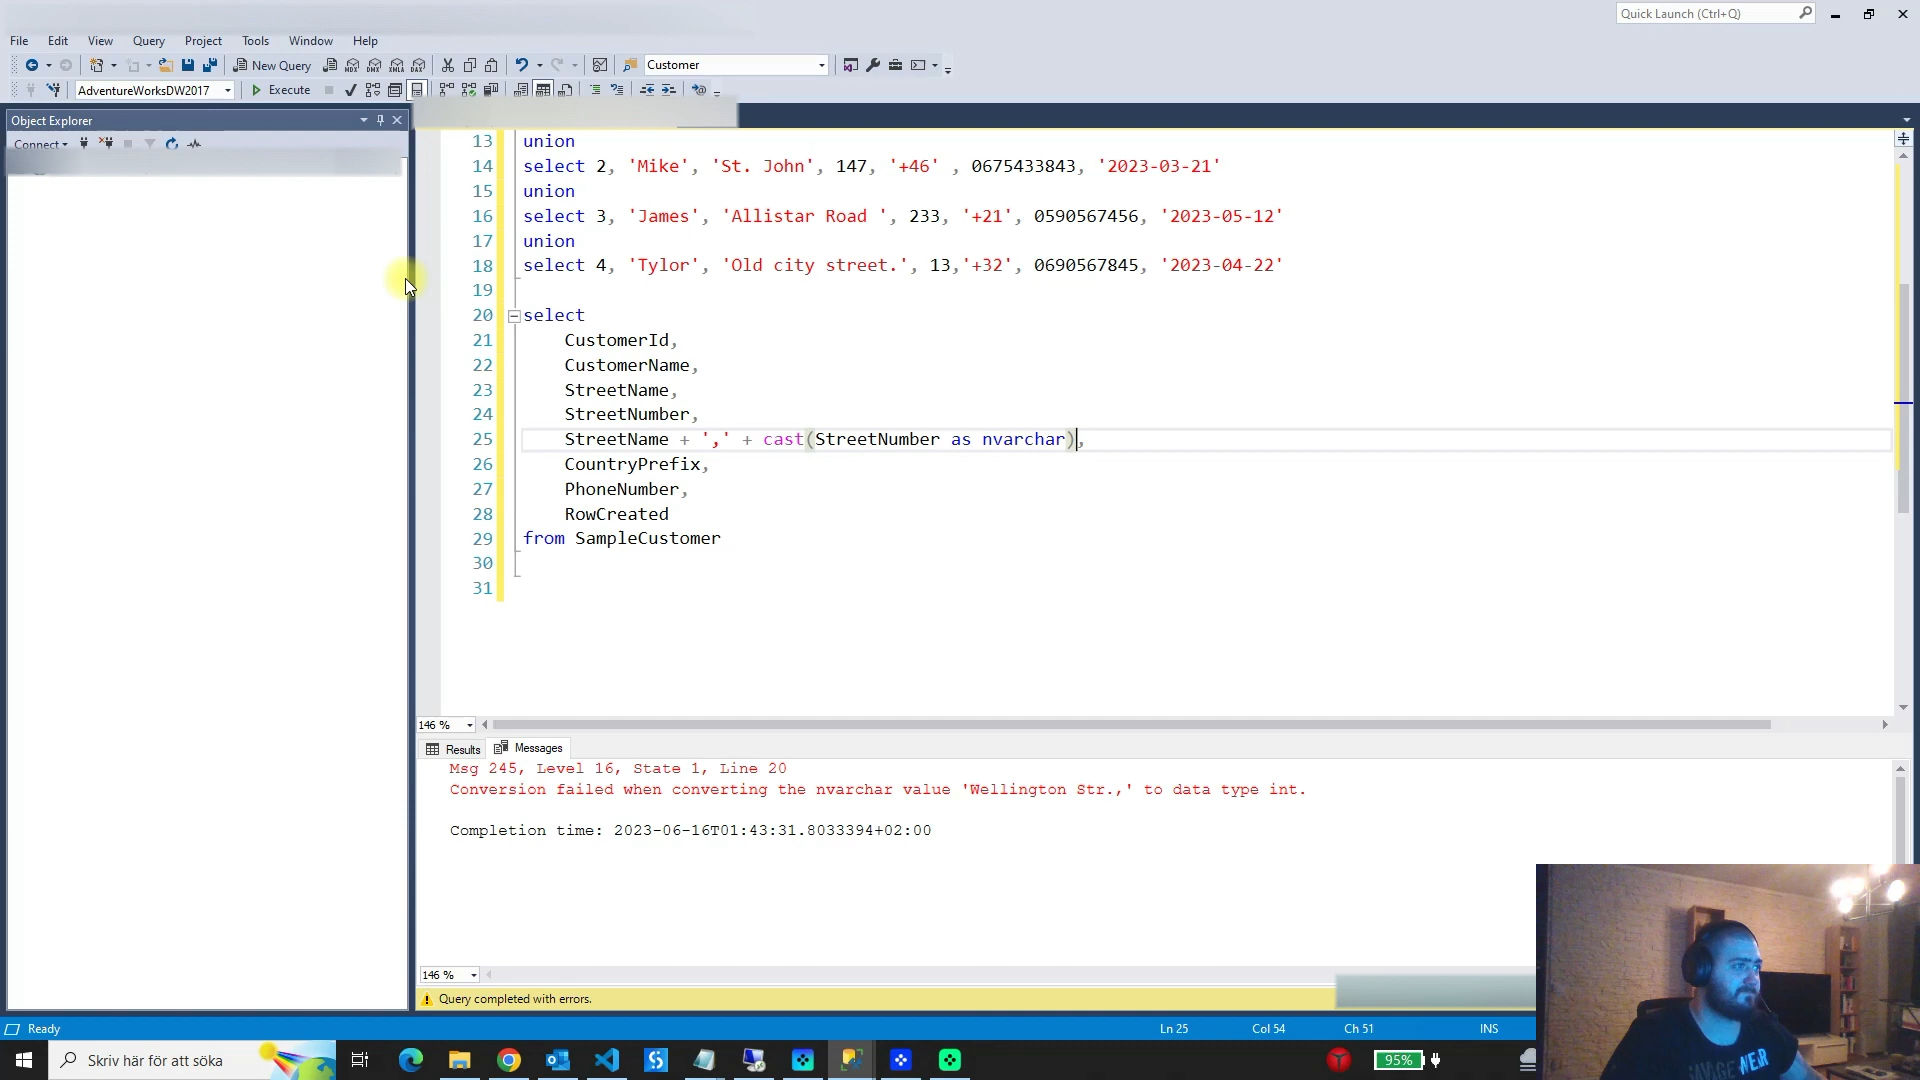 Quick Launch (Ctrl+Q)
File Edit View Query Project Tools Window Help
New Query MDX DMX XMLA DAX Customer
AdventureWorksDW2017 Execute
Object Explorer
Connect
13 union
14 select 2, 'Mike', 'St. John', 147, '+46' , 0675433843, '2023-03-21'
15 union
16 select 3, 'James', 'Allistar Road ', 233, '+21', 0590567456, '2023-05-12'
17 union
18 select 4, 'Tylor', 'Old city street.', 13,'+32', 0690567845, '2023-04-22'
19
20 select
21 CustomerId,
22 CustomerName,
23 StreetName,
24 StreetNumber,
25 StreetName + ',' + cast(StreetNumber as nvarchar),
26 CountryPrefix,
27 PhoneNumber,
28 RowCreated
29 from SampleCustomer
30
31
146 %
Results Messages
Msg 245, Level 16, State 1, Line 20
Conversion failed when converting the nvarchar value 'Wellington Str.,' to data type int.
Completion time: 2023-06-16T01:43:31.8033394+02:00
146 %
Query completed with errors.
Ready Ln 25 Col 54 Ch 51 INS
Skriv här för att söka 95%